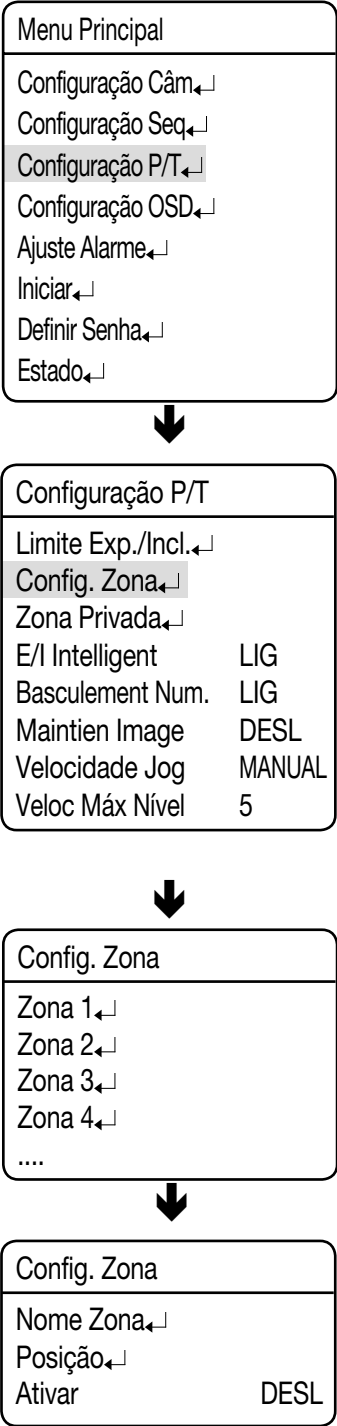 Menu Principal
Configuração Câm↵
Configuração Seq↵
Configuração P/T↵
Configuração OSD↵
Ajuste Alarme↵
Iniciar↵
Definir Senha↵
Estado↵
Configuração P/T
Limite Exp./Incl.↵
Config. Zona↵
Zona Privada↵
E/I Intelligent LIG
Basculement Num. LIG
Maintien Image DESL
Velocidade Jog MANUAL
Veloc Máx Nível 5
Config. Zona
Zona 1↵
Zona 2↵
Zona 3↵
Zona 4↵
....
Config. Zona
Nome Zona↵
Posição↵
Ativar DESL